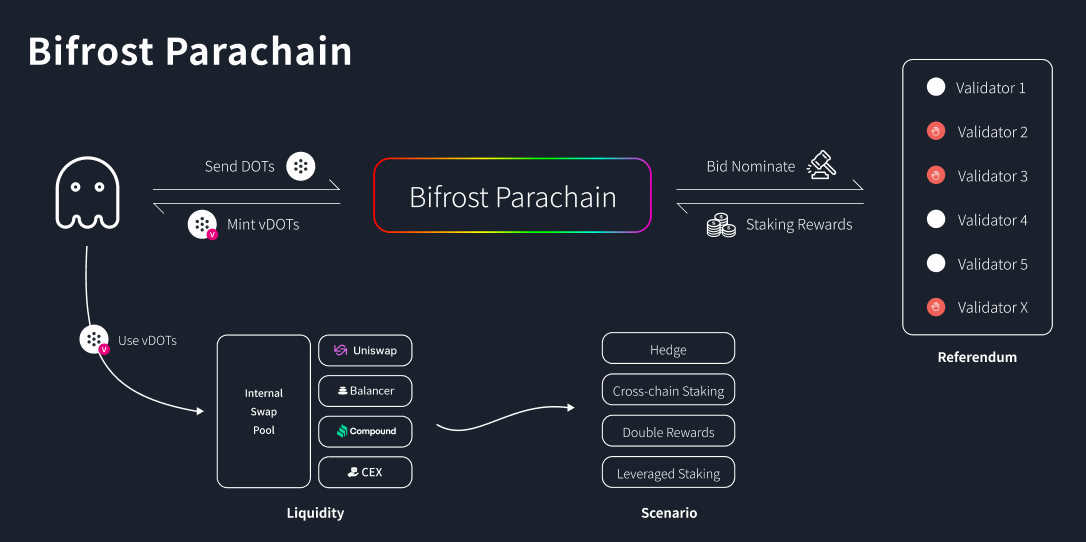 Bifrost Parachain
Send DOTs
Mint vDOTs
V
Bifrost Parachain
Bid Nominate
Staking Rewards
Validator 1
Validator 2
Validator 3
Validator 4
Validator 5
Validator X
Referendum
Use vDOTs
V
Internal
Swap
Pool
Uniswap
Balancer
Compound
CEX
Liquidity
Hedge
Cross-chain Staking
Double Rewards
Leveraged Staking
Scenario